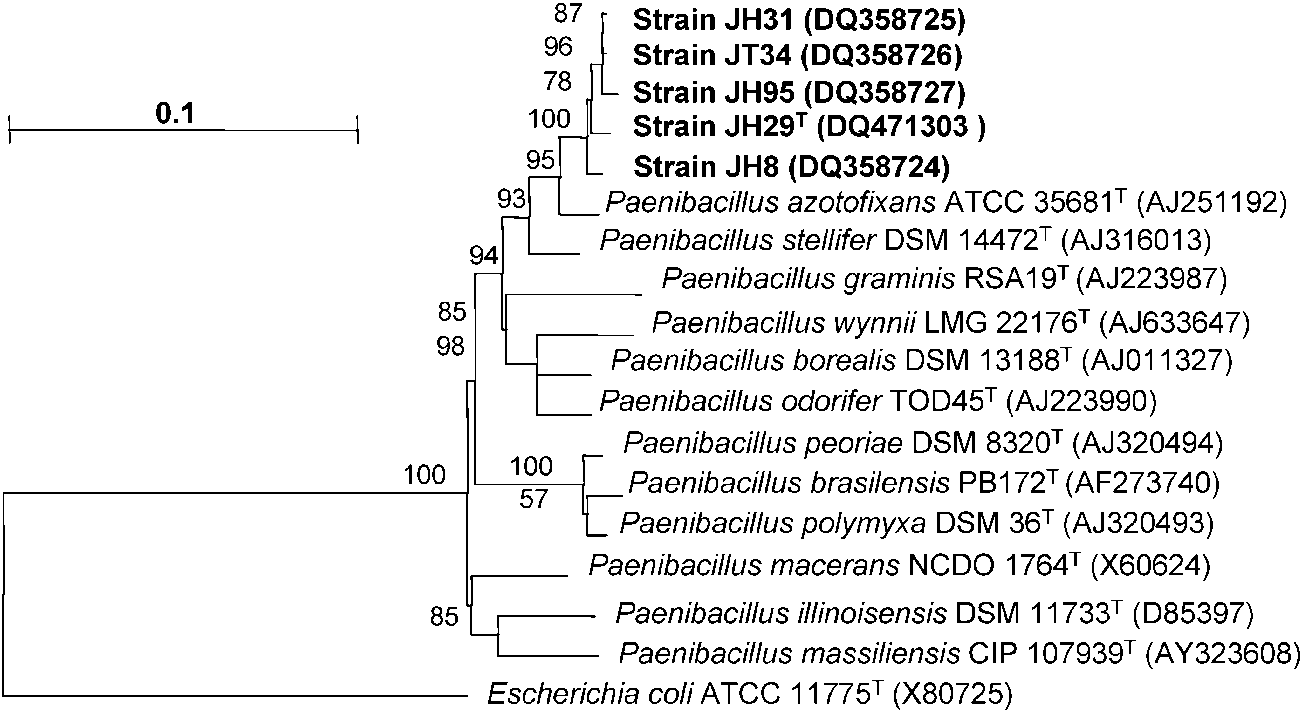 87 Strain JH31 (DQ358725)
96 Strain JT34 (DQ358726)
78 Strain JH95 (DQ358727)
0.1
100 Strain JH29ᵀ (DQ471303 )
95 Strain JH8 (DQ358724)
93 Paenibacillus azotofixans ATCC 35681ᵀ (AJ251192)
Paenibacillus stellifer DSM 14472ᵀ (AJ316013)
94
Paenibacillus graminis RSA19ᵀ (AJ223987)
85
Paenibacillus wynnii LMG 22176ᵀ (AJ633647)
98
Paenibacillus borealis DSM 13188ᵀ (AJ011327)
Paenibacillus odorifer TOD45ᵀ (AJ223990)
Paenibacillus peoriae DSM 8320ᵀ (AJ320494)
100 100
Paenibacillus brasilensis PB172ᵀ (AF273740)
57
Paenibacillus polymyxa DSM 36ᵀ (AJ320493)
Paenibacillus macerans NCDO 1764ᵀ (X60624)
85 Paenibacillus illinoisensis DSM 11733ᵀ (D85397)
Paenibacillus massiliensis CIP 107939ᵀ (AY323608)
Escherichia coli ATCC 11775ᵀ (X80725)